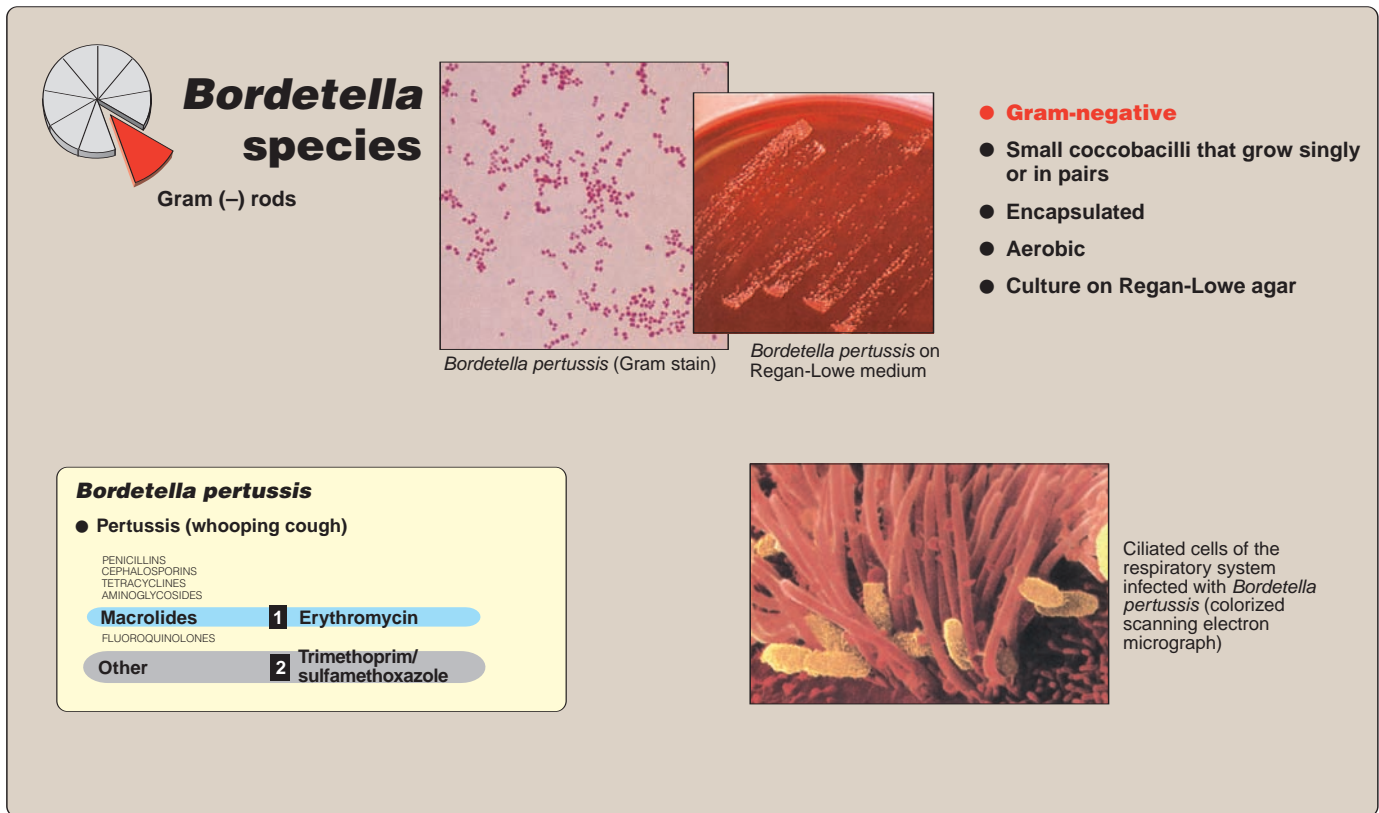 Bordetella
species
Gram (–) rods
Bordetella pertussis (Gram stain)
Bordetella pertussis on
Regan-Lowe medium
● Gram-negative
● Small coccobacilli that grow singly
or in pairs
● Encapsulated
● Aerobic
● Culture on Regan-Lowe agar
Bordetella pertussis
● Pertussis (whooping cough)
PENICILLINS
CEPHALOSPORINS
TETRACYCLINES
AMINOGLYCOSIDES
Macrolides 1 Erythromycin
FLUOROQUINOLONES
Other 2 Trimethoprim/
sulfamethoxazole
Ciliated cells of the
respiratory system
infected with Bordetella
pertussis (colorized
scanning electron
micrograph)